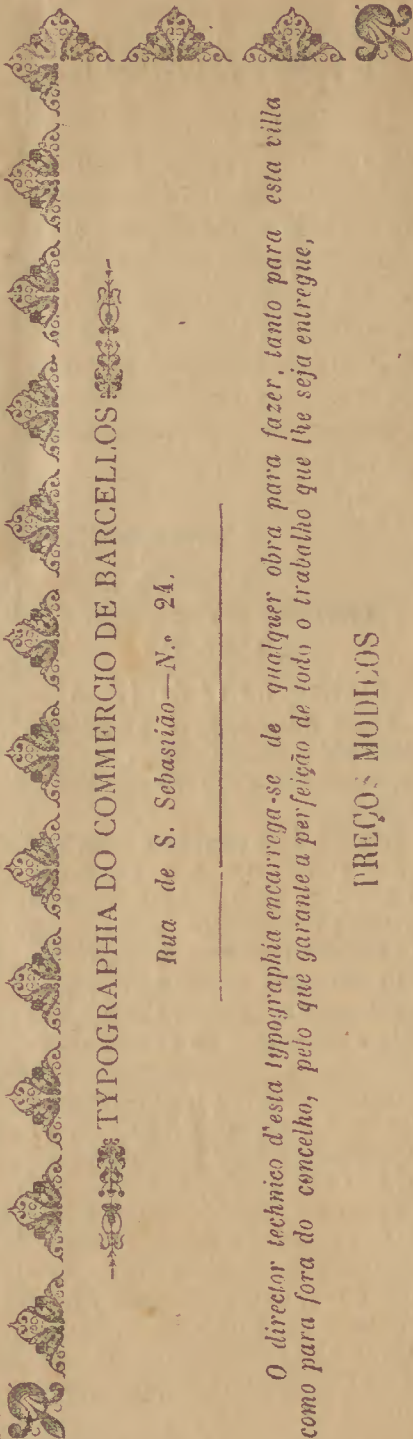 TYPOGRAPHIA DO COMMERCIO DE BARCELLOS
Rua de S. Sebastião—N.º 24.
O director technico d'esta typographia encarrega-se de qualquer obra para fazer, tanto para esta villa
como para fora do concelho, pelo que garante a perfeição de todo o trabalho que lhe seja entregue,
PREÇOS MODICOS